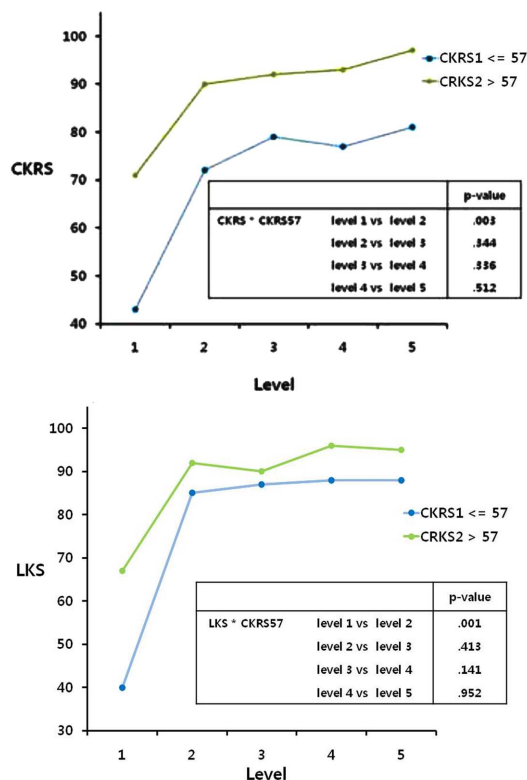 100
90
80
70
60
50
40
CKRS
1 2 3 4 5
Level
CKRS1 <= 57
CRKS2 > 57
p-value
CKRS * CKRS57 level 1 vs level 2 .003
level 2 vs level 3 .344
level 3 vs level 4 .336
level 4 vs level 5 .512
100
90
80
70
60
50
40
30
LKS
1 2 3 4 5
Level
CKRS1 <= 57
CRKS2 > 57
p-value
LKS * CKRS57 level 1 vs level 2 .001
level 2 vs level 3 .413
level 3 vs level 4 .141
level 4 vs level 5 .952